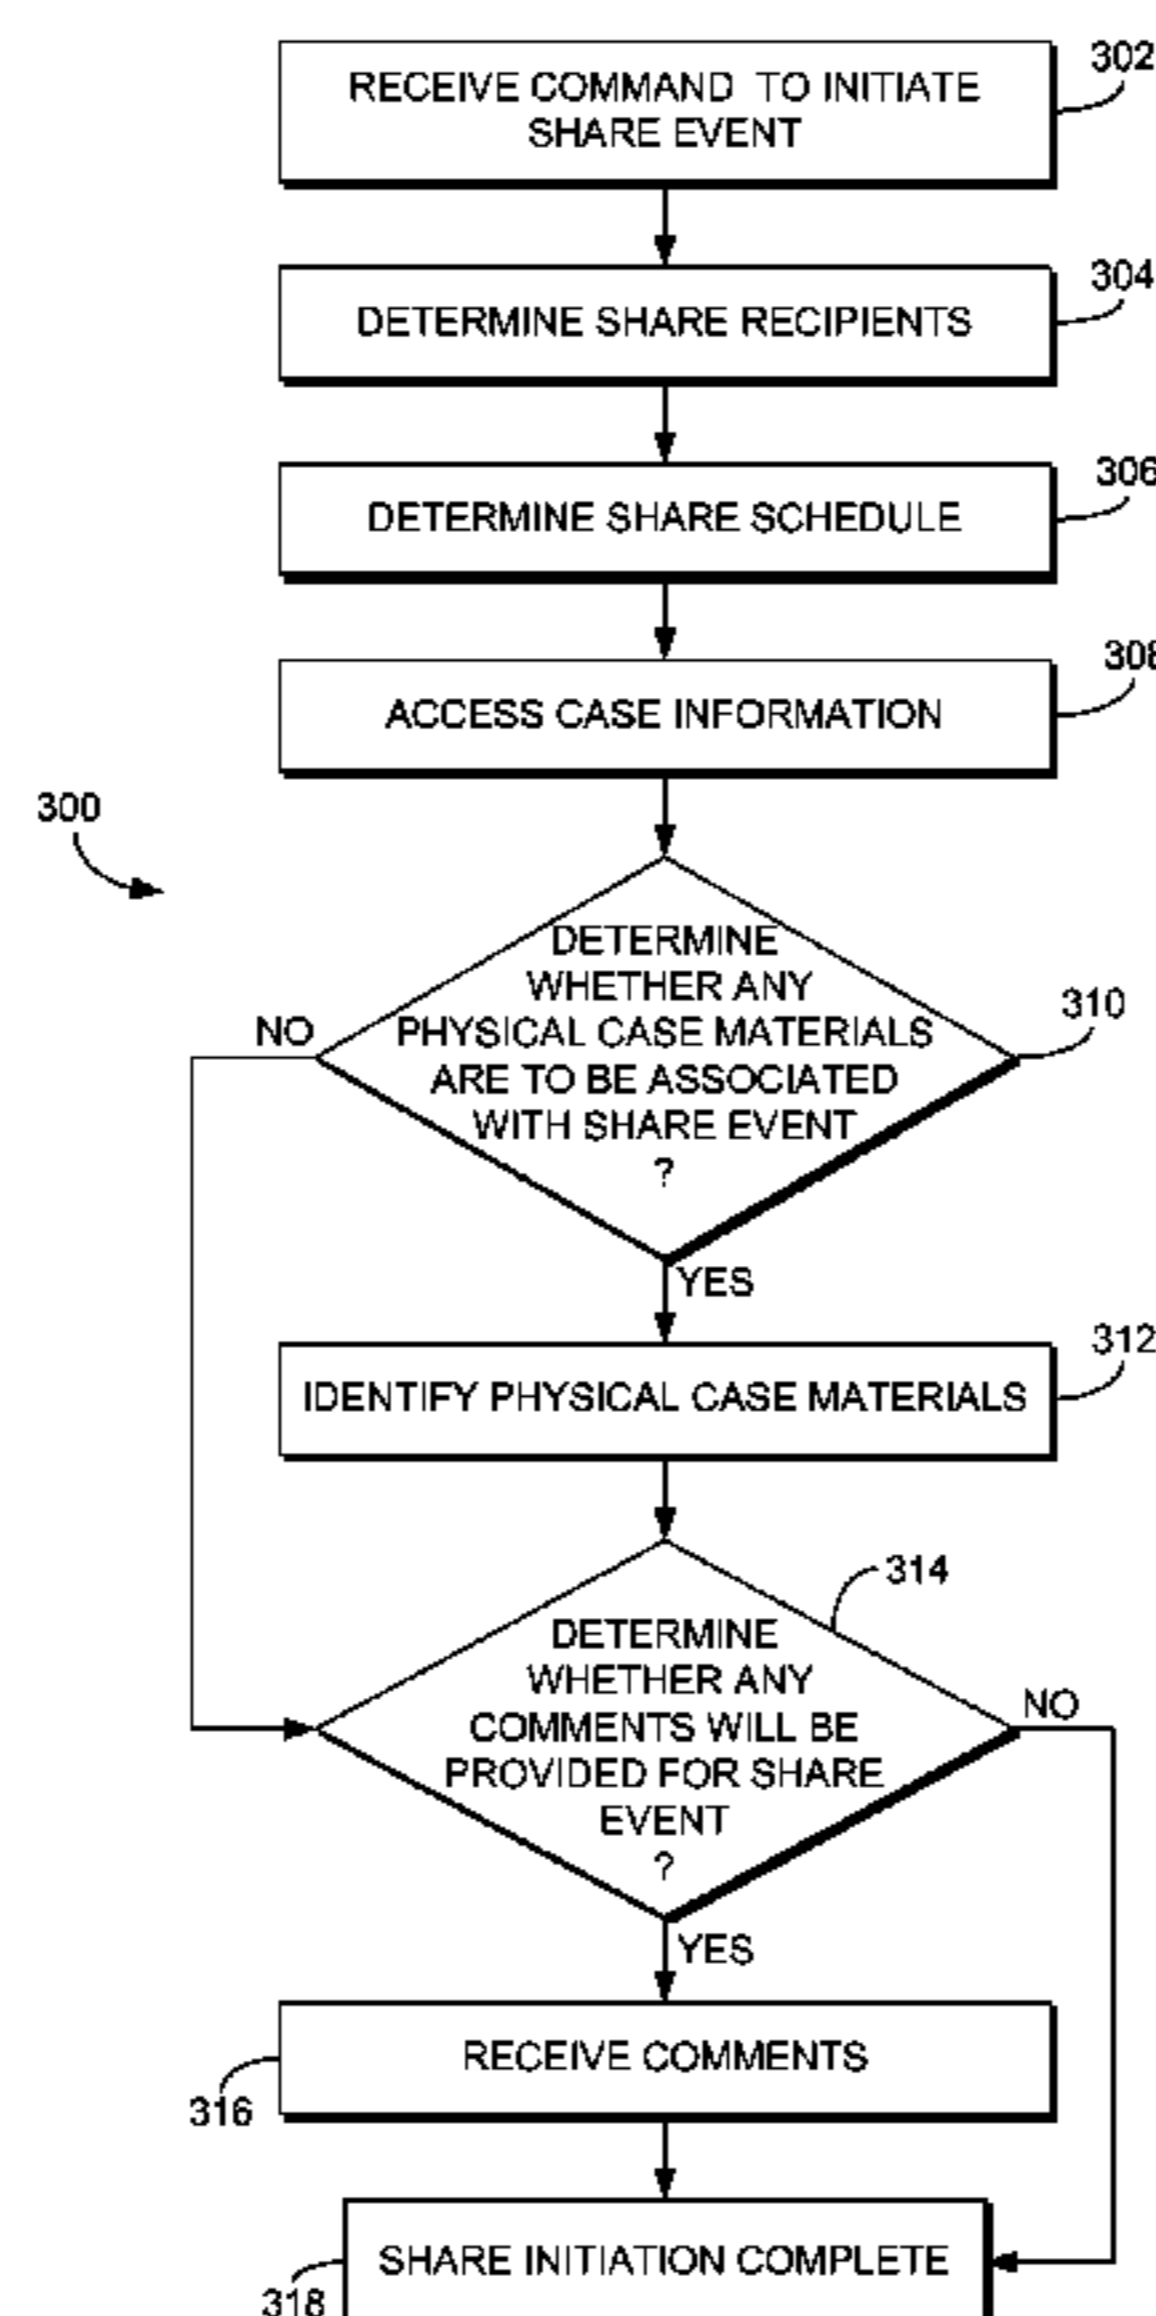 302
RECEIVE COMMAND TO INITIATE
SHARE EVENT
304
DETERMINE SHARE RECIPIENTS
306
DETERMINE SHARE SCHEDULE
308
ACCESS CASE INFORMATION
300
DETERMINE
WHETHER ANY
PHYSICAL CASE MATERIALS
ARE TO BE ASSOCIATED
WITH SHARE EVENT
?
310
NO
YES
312
IDENTIFY PHYSICAL CASE MATERIALS
314
DETERMINE
WHETHER ANY
COMMENTS WILL BE
PROVIDED FOR SHARE
EVENT
?
NO
YES
RECEIVE COMMENTS
316
SHARE INITIATION COMPLETE
318